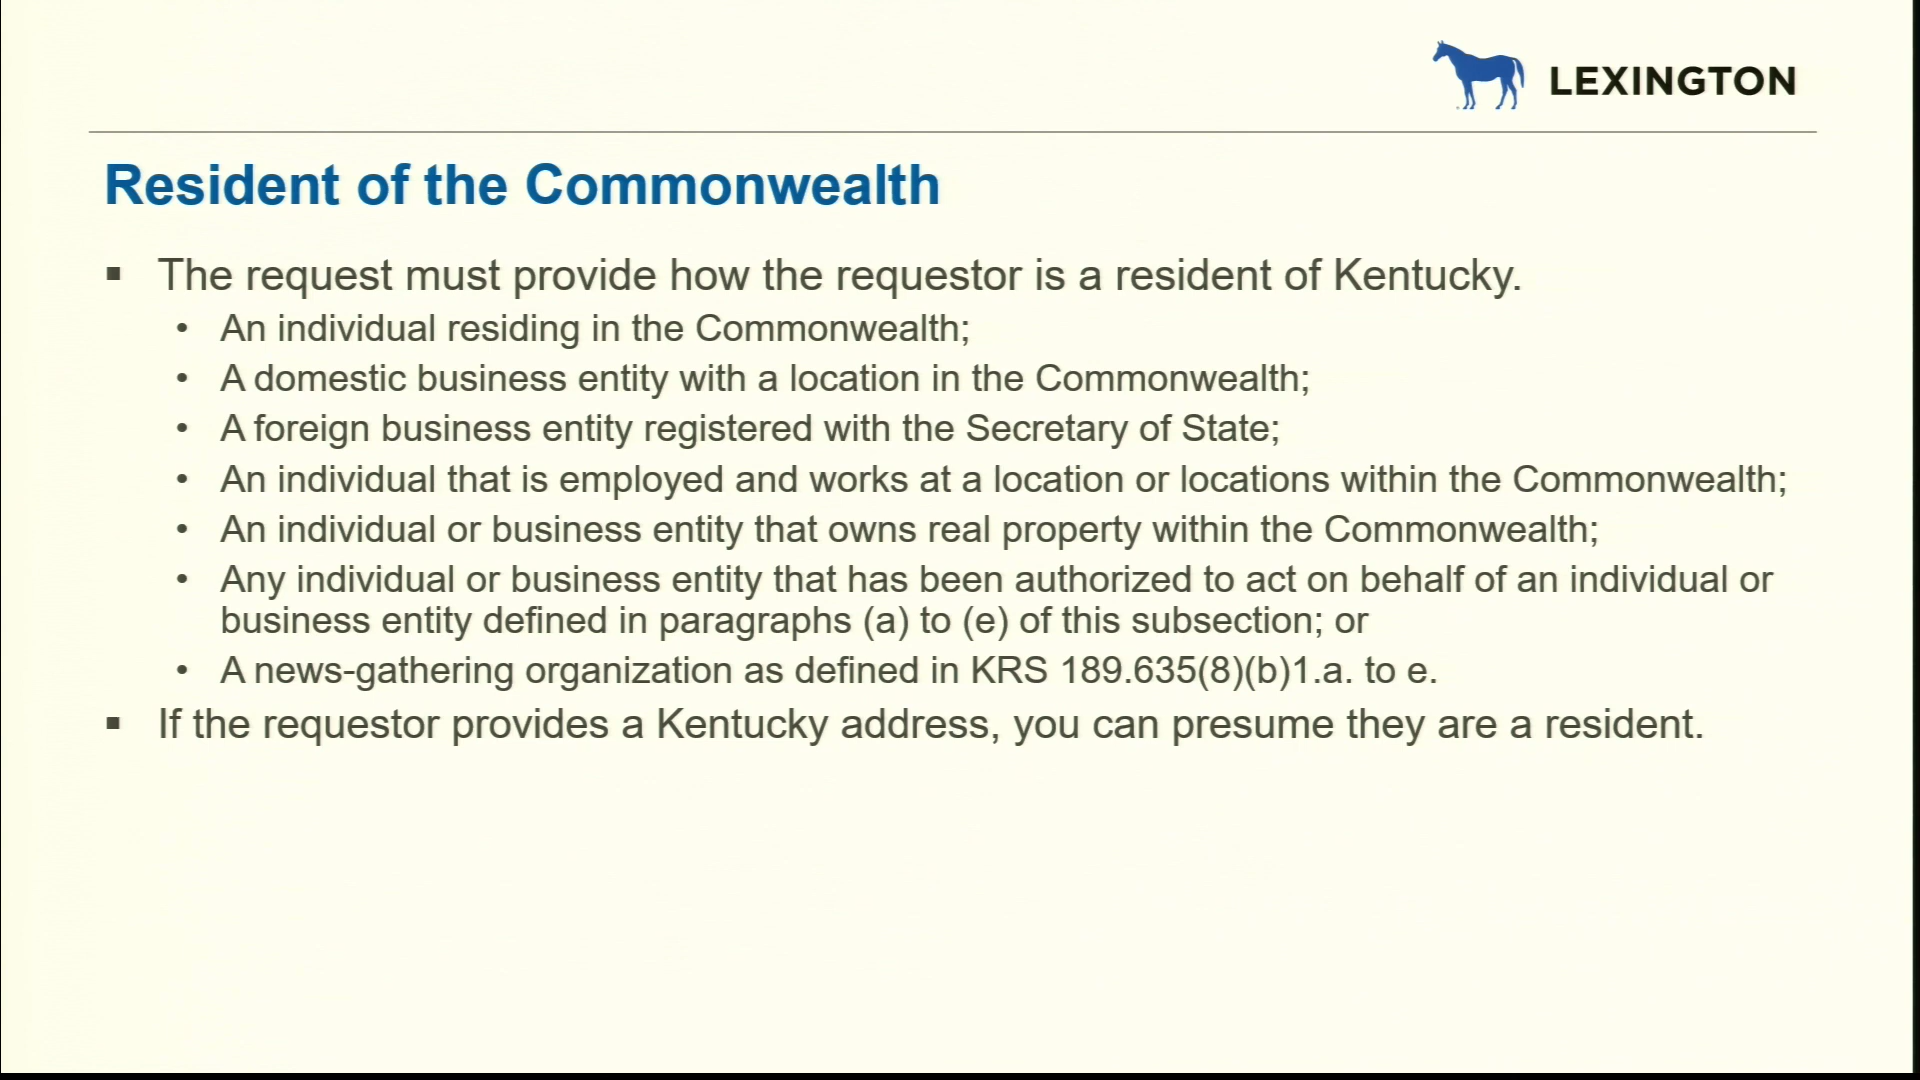 LEXINGTON
Resident of the Commonwealth
▪ The request must provide how the requestor is a resident of Kentucky.
• An individual residing in the Commonwealth;
• A domestic business entity with a location in the Commonwealth;
• A foreign business entity registered with the Secretary of State;
• An individual that is employed and works at a location or locations within the Commonwealth;
• An individual or business entity that owns real property within the Commonwealth;
• Any individual or business entity that has been authorized to act on behalf of an individual or
business entity defined in paragraphs (a) to (e) of this subsection; or
• A news-gathering organization as defined in KRS 189.635(8)(b)1.a. to e.
▪ If the requestor provides a Kentucky address, you can presume they are a resident.